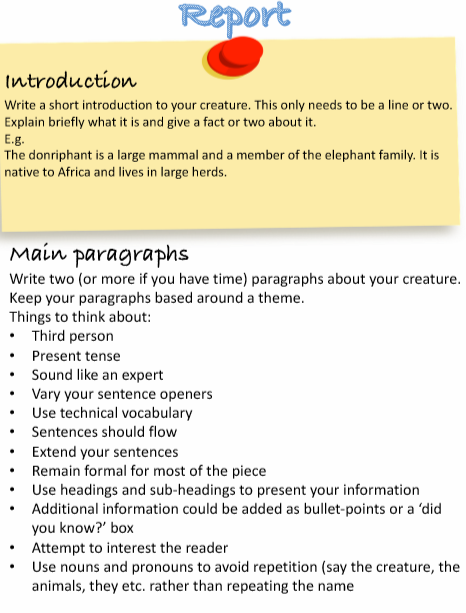 Report
Introduction
Write a short introduction to your creature. This only needs to be a line or two.
Explain briefly what it is and give a fact or two about it.
E.g.
The donriphant is a large mammal and a member of the elephant family. It is
native to Africa and lives in large herds.
Main paragraphs
Write two (or more if you have time) paragraphs about your creature.
Keep your paragraphs based around a theme.
Things to think about:
• Third person
• Present tense
• Sound like an expert
• Vary your sentence openers
• Use technical vocabulary
• Sentences should flow
• Extend your sentences
• Remain formal for most of the piece
• Use headings and sub-headings to present your information
• Additional information could be added as bullet-points or a ‘did
you know?’ box
• Attempt to interest the reader
• Use nouns and pronouns to avoid repetition (say the creature, the
animals, they etc. rather than repeating the name